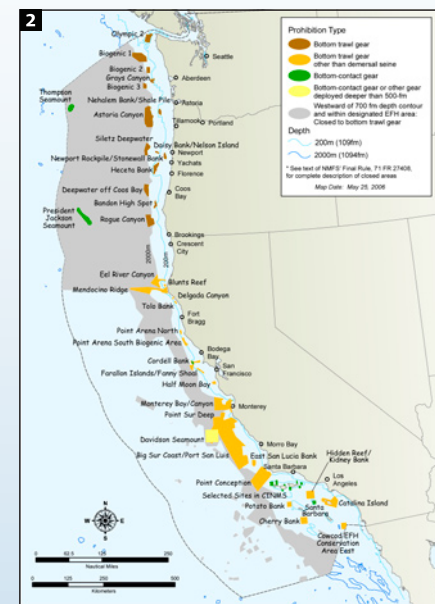 2
Prohibition Type
Bottom trawl gear
Bottom trawl gear
other than demersal seine
Bottom-contact gear
Bottom-contact or other gear
deployed deeper than 500-fm
Westward of 700 fm depth contour
and within designated EFH area:
Closed to bottom trawl gear
Depth
200m (109fm)
2000m (1094fm)
* See text of NMFS' Final Rule, 71 FR 27408,
for complete description of closed areas
Map Date: May 25, 2006
Olympic 2
Seattle
Biogenic 1
Biogenic 2
Grays Canyon
Aberdeen
Biogenic 3
Thompson
Seamount
Nehalem Bank/Shale Pile
Astoria
Astoria Canyon
Tillamook
Portland
Siletz Deepwater
Daisy Bank/Nelson Island
Newport
Newport Rockpile/Stonewall Bank
Yachats
Heceta Bank
Florence
Deepwater off Coos Bay
Coos
Bay
Bandon High Spot
President
Jackson
Seamount
Rogue Canyon
Brookings
Crescent
City
2000m
200m
Eel River Canyon
Blunts Reef
Mendocino Ridge
Delgada Canyon
Tolo Bank
Fort
Bragg
Point Arena North
Point Arena South Biogenic Area
Bodega
Bay
Cordell Bank
San
Francisco
Farallon Islands/Fanny Shoal
Half Moon Bay
Monterey Bay/Canyon
Monterey
Point Sur Deep
Davidson Seamount
Morro Bay
Hidden Reef/
Kidney Bank
Big Sur Coast/Port San Luis
East San Lucia Bank
Santa Barbara
Los
Angeles
Point Conception
Selected Sites in CINMS
Catalina Island
Potato Bank
Santa
Barbara
Cherry Bank
Cowcod EFH
Conservation
Area East
N
W
E
S
0
62.5
125
250
Nautical Miles
0
125
250
500
Kilometers